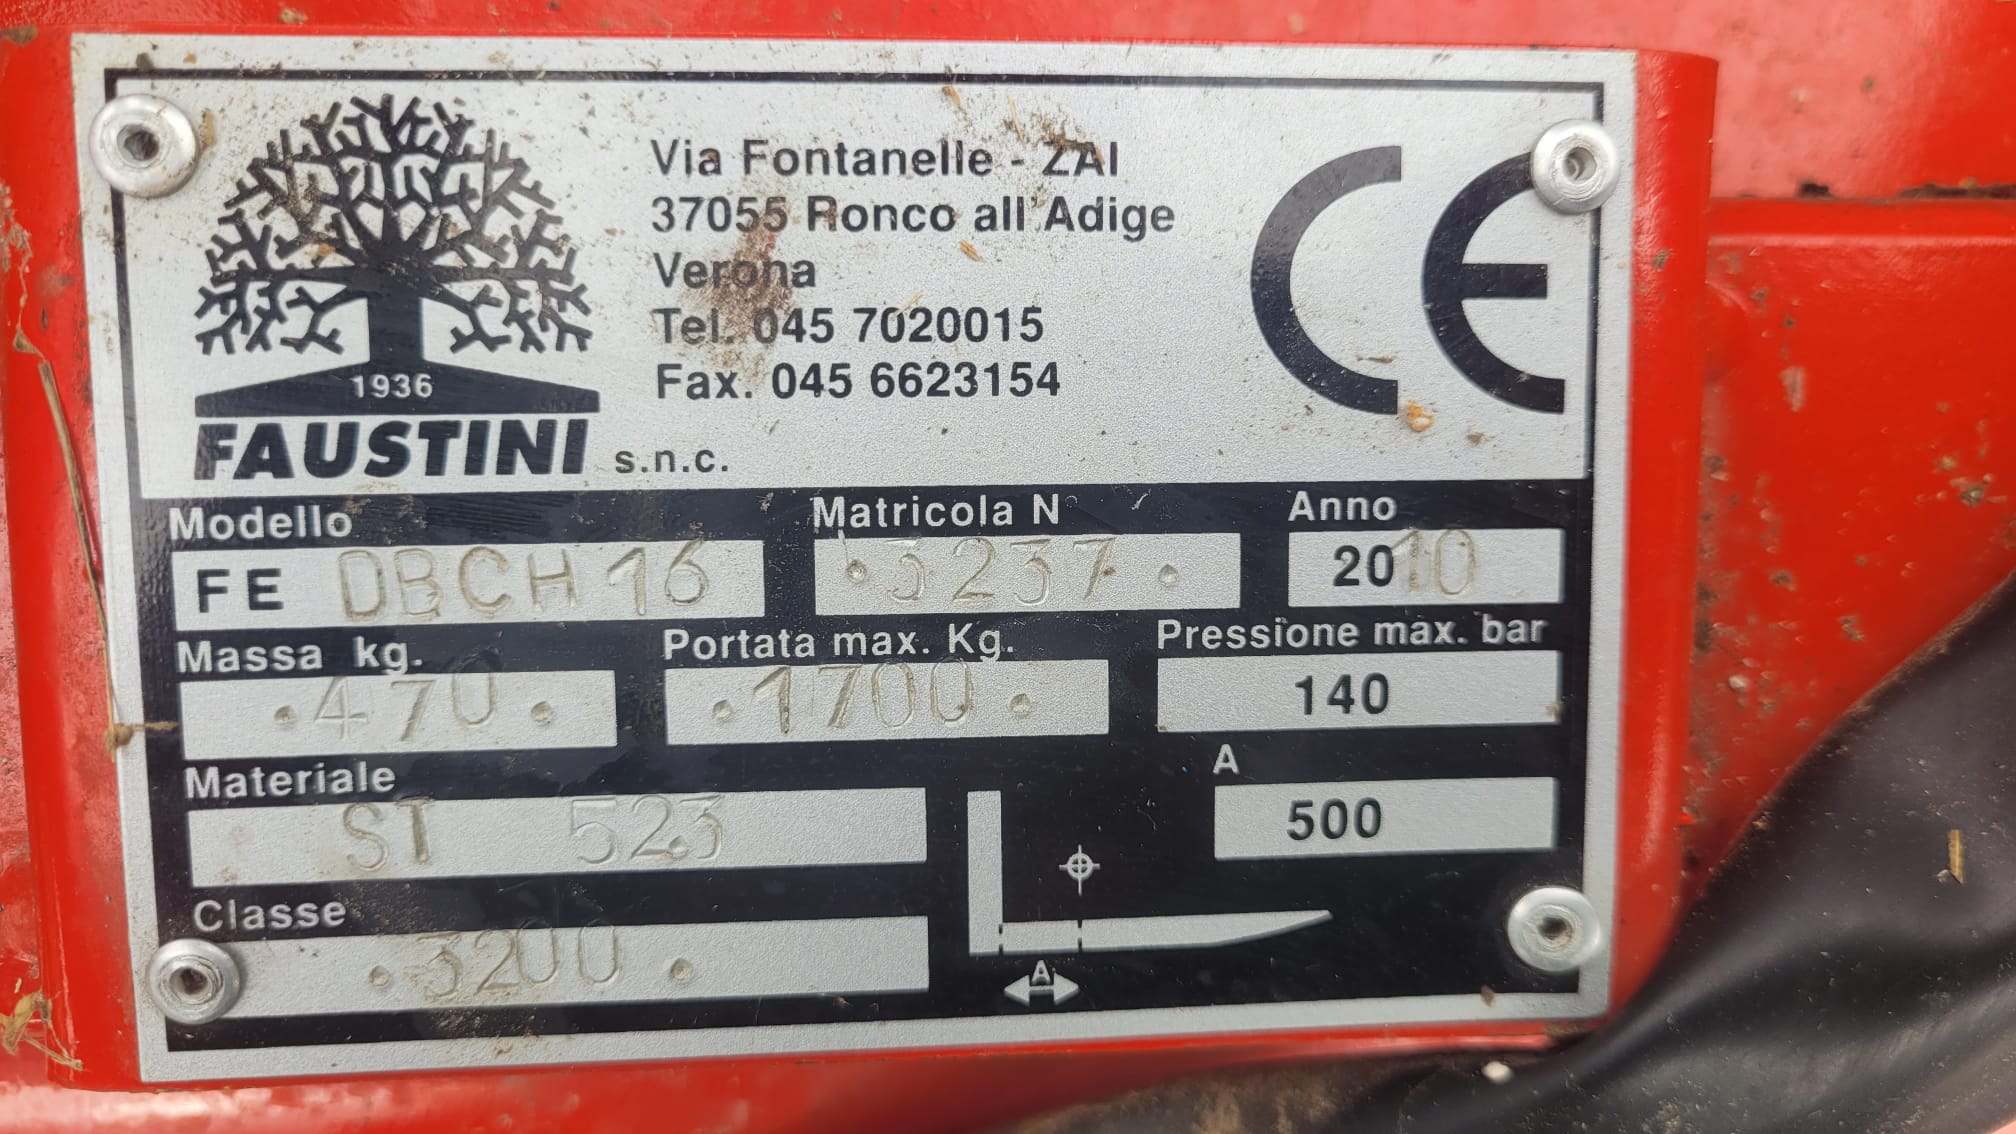 1936
FAUSTINI s.n.c.
Via Fontanelle - ZAI
37055 Ronco all'Adige
Verona
Tel. 045 7020015
Fax. 045 6623154
CE
Modello
FE DBCH16
Matricola N°
·3237·
Anno
2010
Massa kg.
·470·
Portata max. Kg.
·1700·
Pressione max. bar
140
Materiale
ST 523
A
500
Classe
·3200·
A